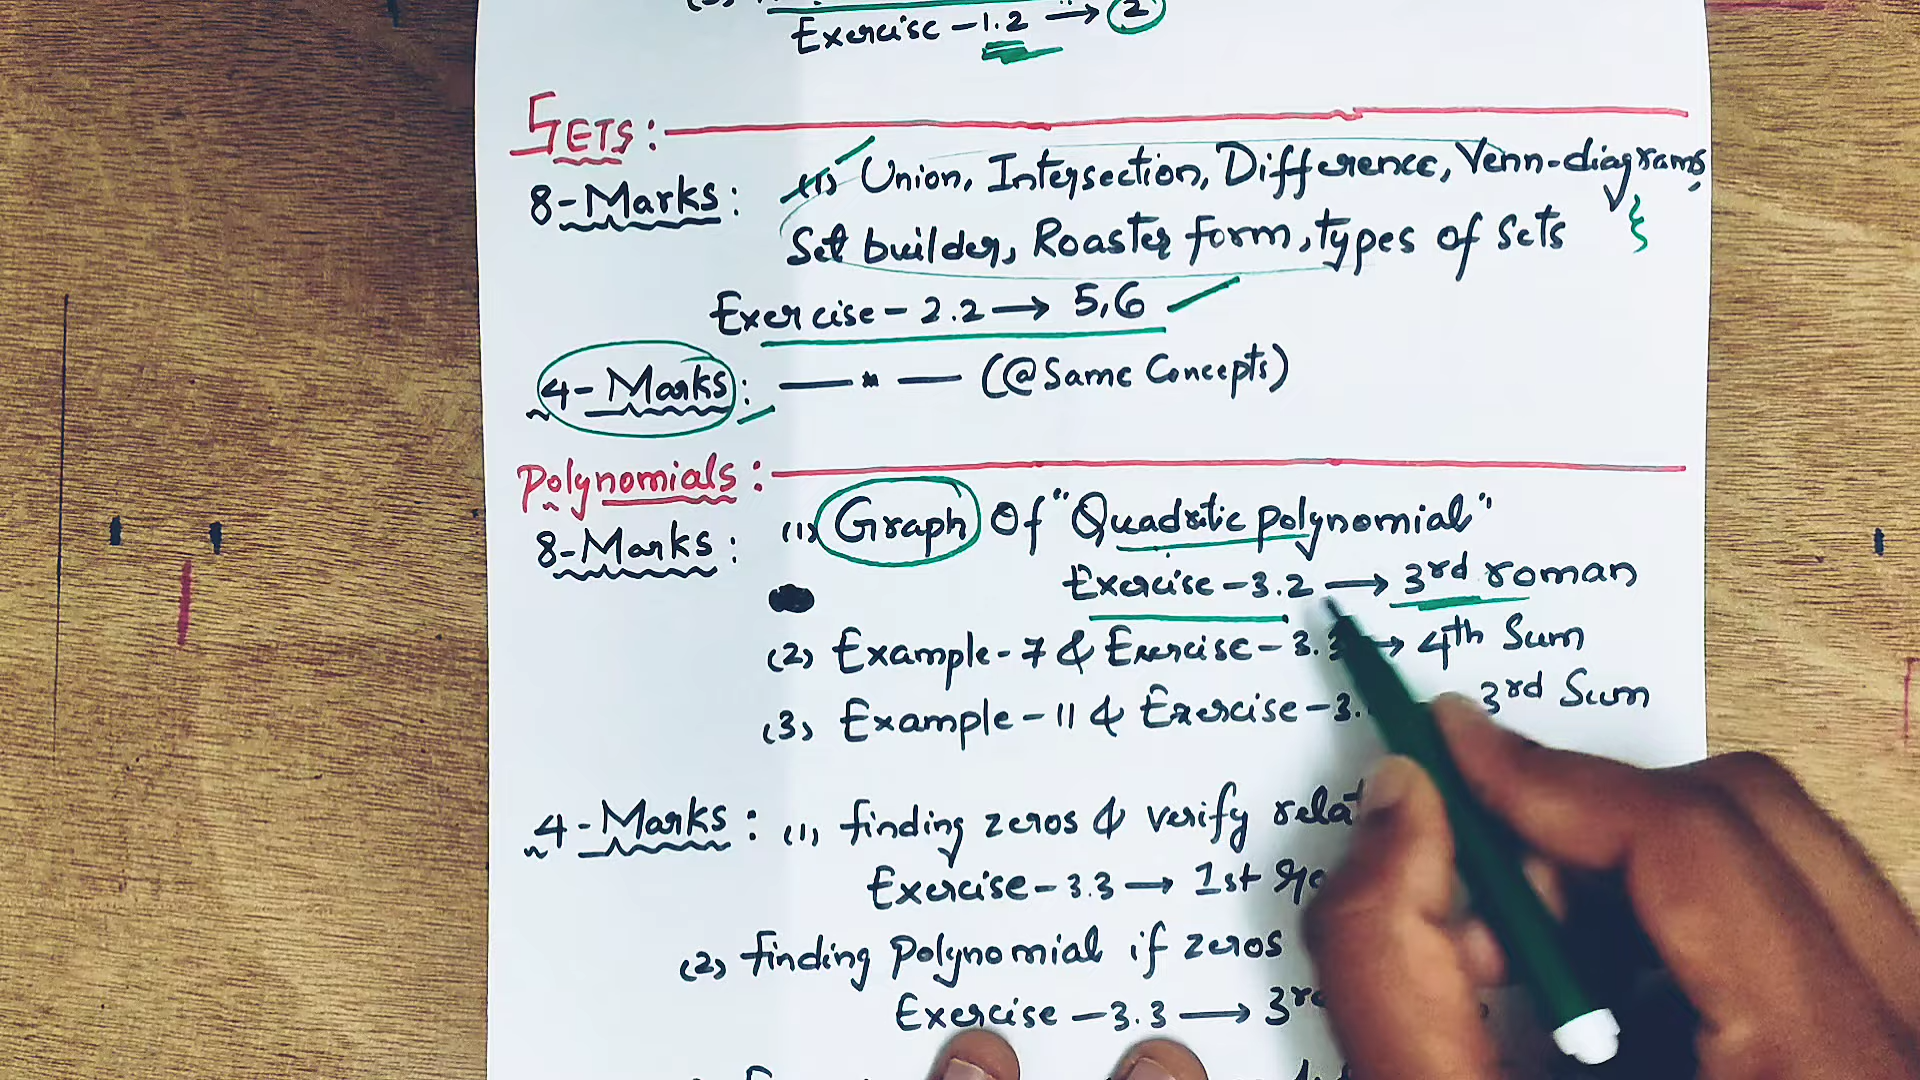 Exercise-1.2 → 2
SETS:
8-Marks: (1) Union, Intersection, Difference, Venn-diagrams,
Set builder, Roaster form, types of Sets
Exercise-2.2 → 5,6
4-Marks: —〃— (@Same Concepts)
Polynomials:
8-Marks: (1) Graph Of "Quadratic polynomial"
Exercise-3.2 → 3rd roman
(2) Example-7 & Exercise-3.3 → 4th Sum
(3) Example-11 & Exercise-3. 3rd Sum
4-Marks: (1) finding zeros & verify
Exercise-3.3 → 1st
(2) finding polynomial if zeros
Exercise-3.3 →